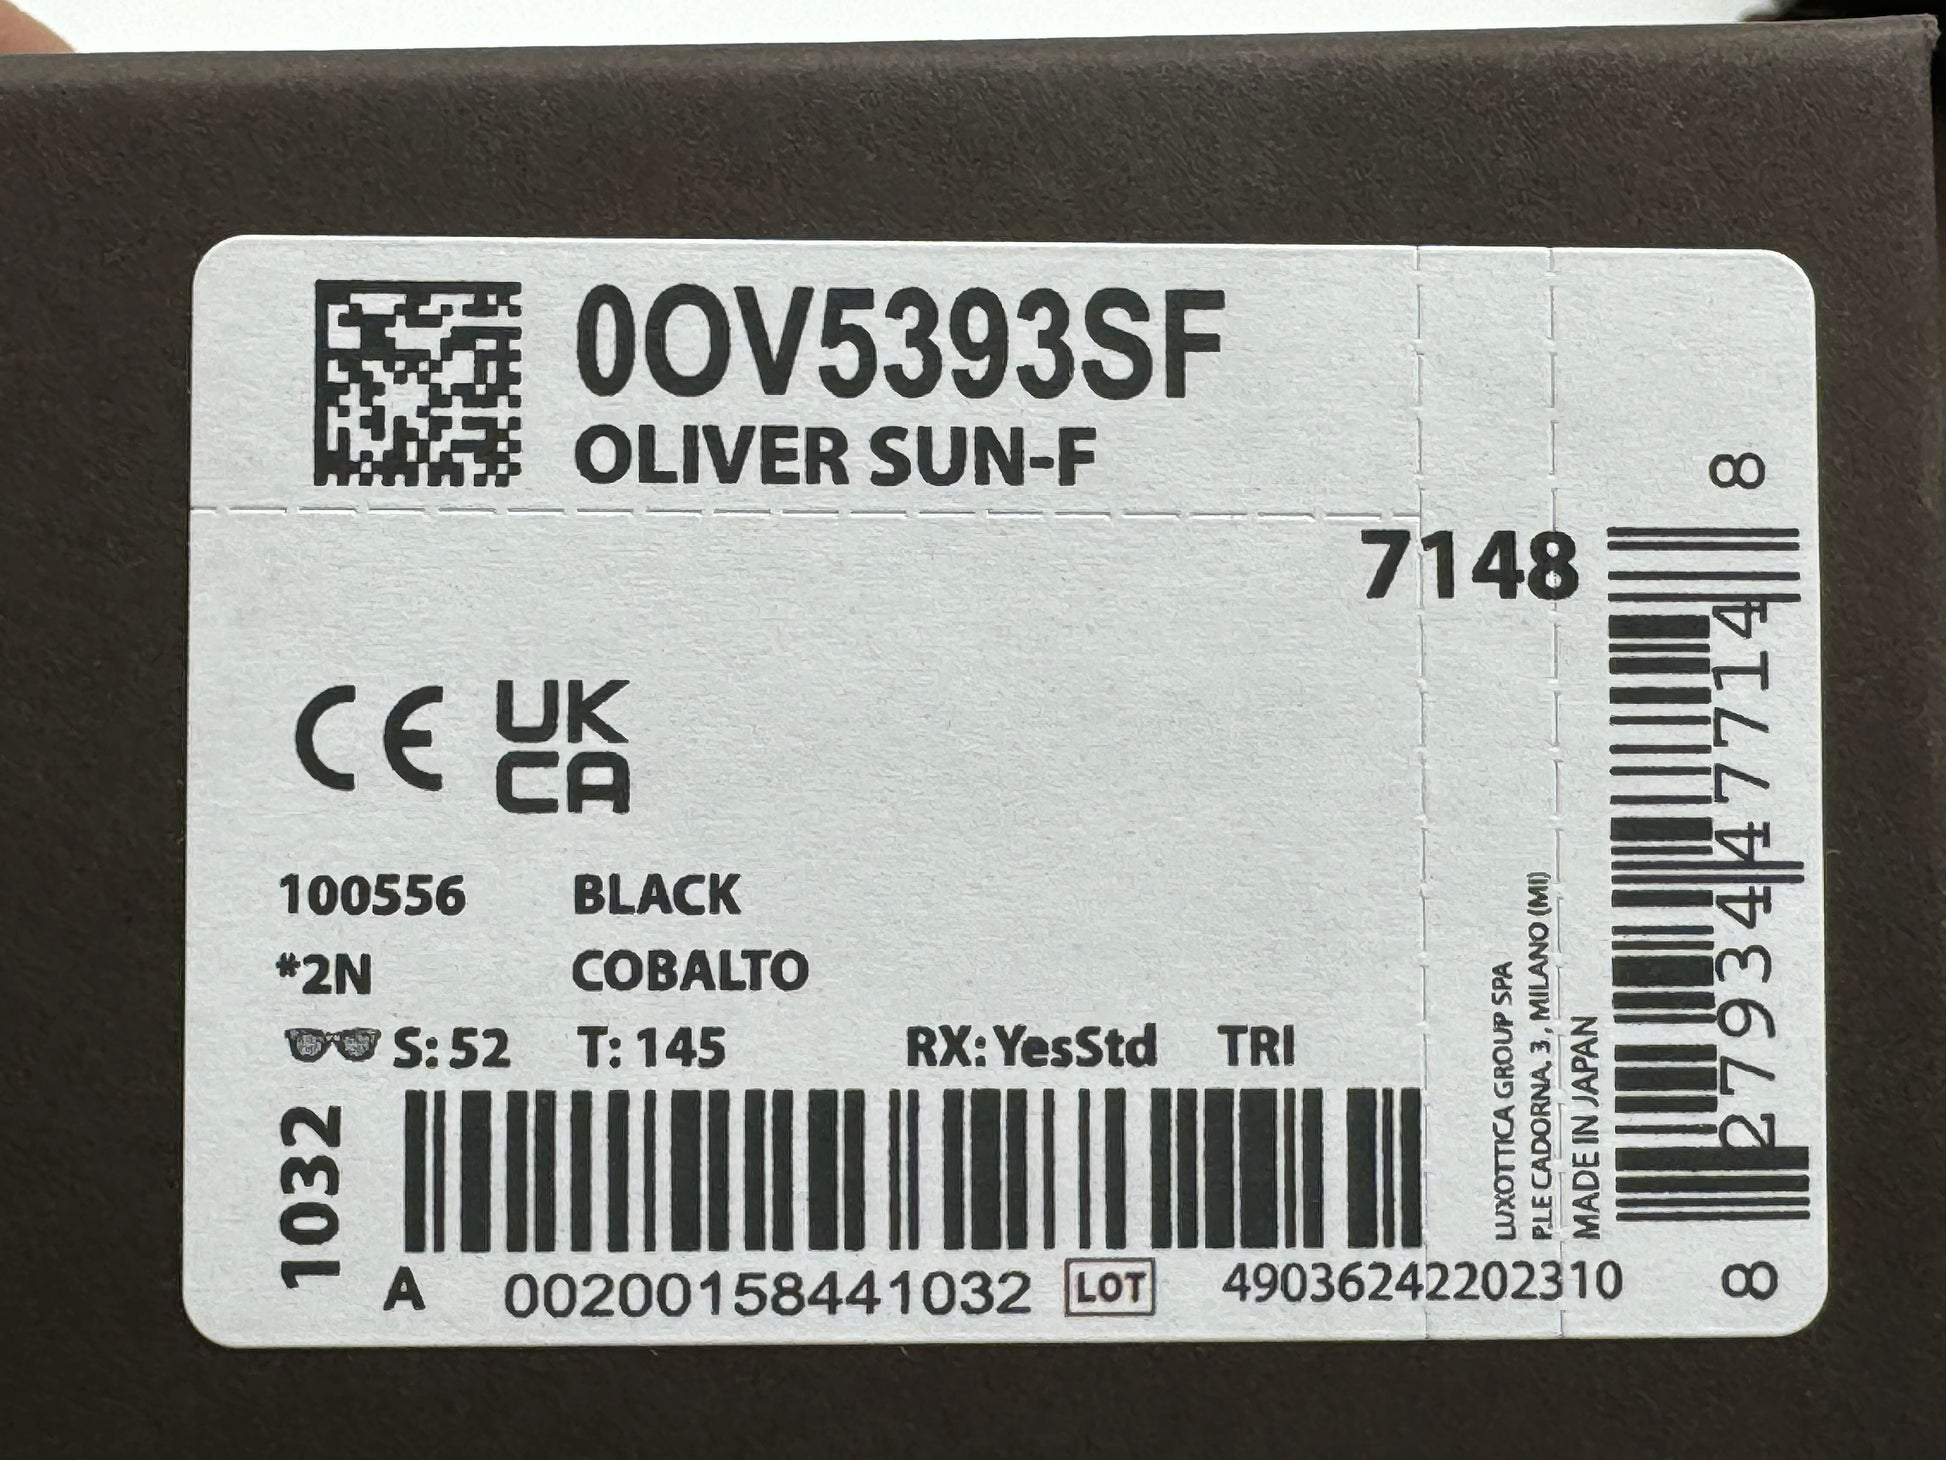 0OV5393SF
OLIVER SUN-F
7148
CE UK
CA
100556 BLACK
*2N COBALTO
S: 52 T: 145 RX: YesStd TRI
1032
A 00200158441032 LOT 49036242202310
LUXOTTICA GROUP SPA
P.LE CADORNA, 3, MILANO (MI)
MADE IN JAPAN
8 27934 47714 8